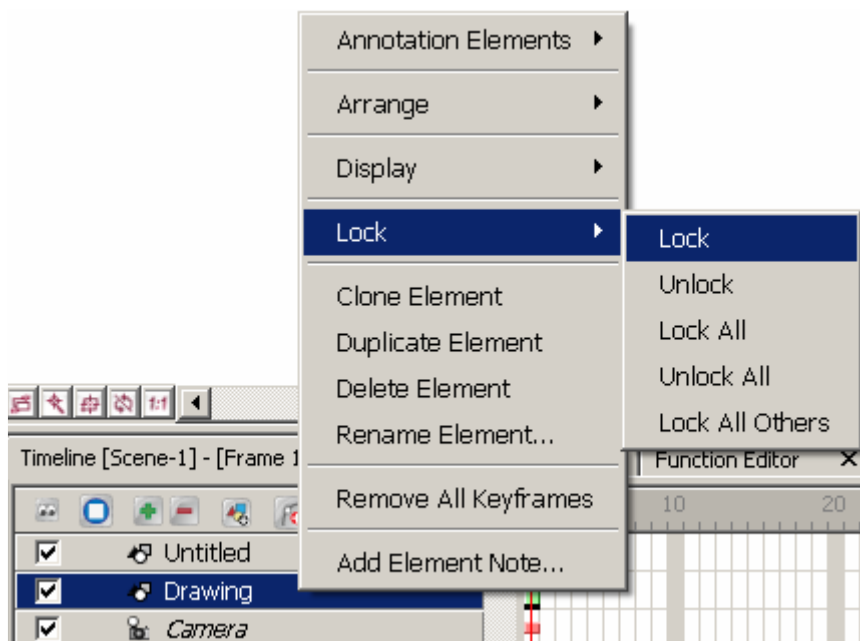 Annotation Elements
Arrange
Display
Lock
Lock
Unlock
Lock All
Unlock All
Lock All Others
Clone Element
Duplicate Element
Delete Element
Rename Element...
Remove All Keyframes
Add Element Note...
1:1
Timeline [Scene-1] - [Frame 1
Function Editor
10
20
Untitled
Drawing
Camera